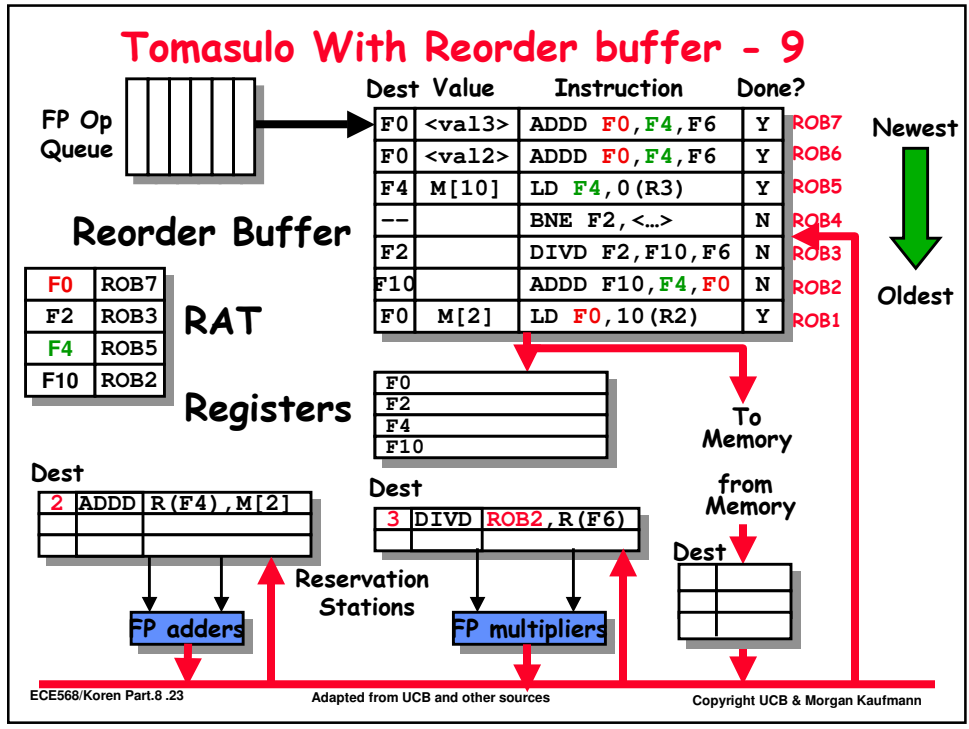 Tomasulo With Reorder buffer - 9
FP Op
Queue
Dest Value Instruction Done?
F0 <val3> ADDD F0,F4,F6 Y ROB7
F0 <val2> ADDD F0,F4,F6 Y ROB6
F4 M[10] LD F4,0(R3) Y ROB5
-- BNE F2,<…> N ROB4
F2 DIVD F2,F10,F6 N ROB3
F10 ADDD F10,F4,F0 N ROB2
F0 M[2] LD F0,10(R2) Y ROB1
Newest
Oldest
Reorder Buffer
F0 ROB7
F2 ROB3
F4 ROB5
F10 ROB2
RAT
Registers
F0
F2
F4
F10
To
Memory
from
Memory
Dest
2 ADDD R(F4),M[2]
Dest
3 DIVD ROB2,R(F6)
Dest
Reservation
Stations
FP adders
FP multipliers
ECE568/Koren Part.8 .23
Adapted from UCB and other sources
Copyright UCB & Morgan Kaufmann